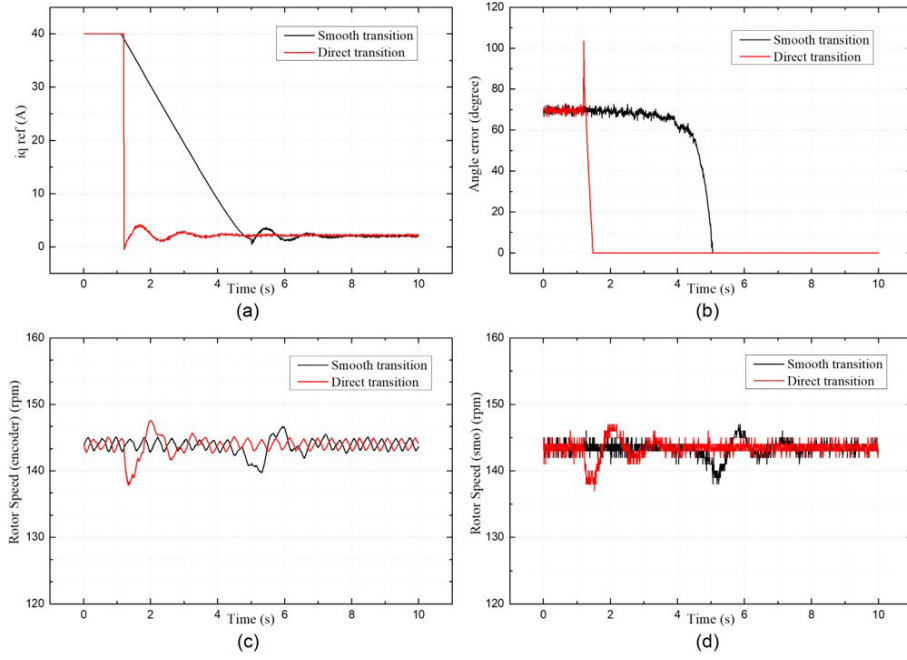 40
30
20
10
0
iq ref (A)
Smooth transition
Direct transition
0 2 4 6 8 10
Time (s)
(a)
120
100
80
60
40
20
0
Angle error (degree)
Smooth transition
Direct transition
0 2 4 6 8 10
Time (s)
(b)
160
150
140
130
120
Rotor Speed (encoder) (rpm)
Smooth transition
Direct transition
0 2 4 6 8 10
Time (s)
(c)
160
150
140
130
120
Rotor Speed (smo) (rpm)
Smooth transition
Direct transition
0 2 4 6 8 10
Time (s)
(d)